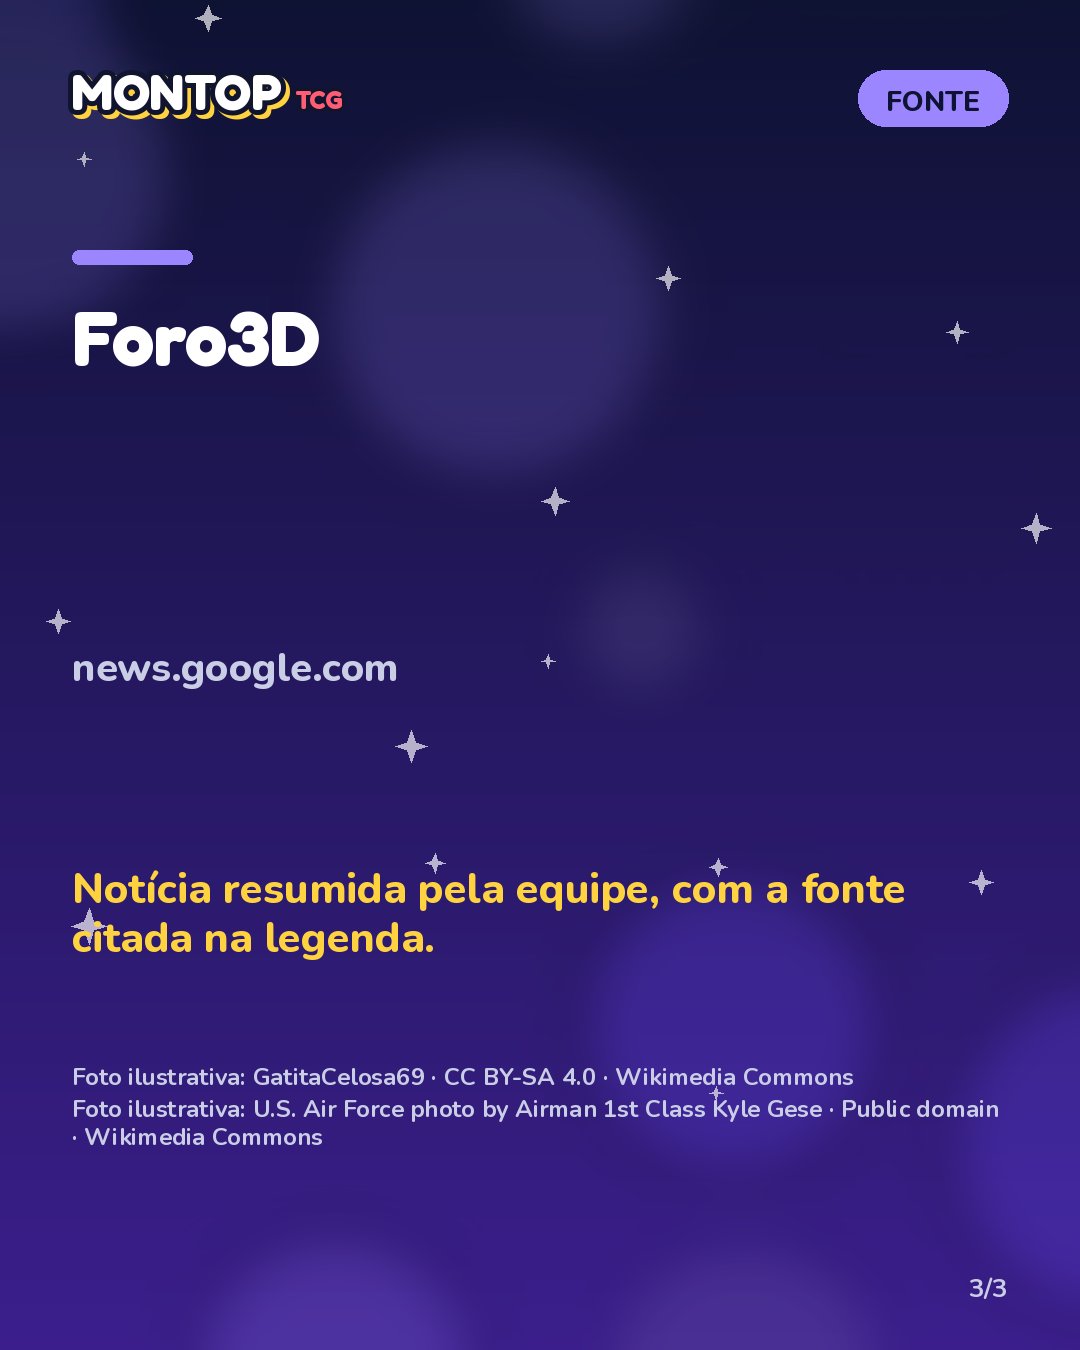 MONTOP TCG
FONTE
Foro3D
news.google.com
Notícia resumida pela equipe, com a fonte
citada na legenda.
Foto ilustrativa: GatitaCelosa69 · CC BY-SA 4.0 · Wikimedia Commons
Foto ilustrativa: U.S. Air Force photo by Airman 1st Class Kyle Gese · Public domain
· Wikimedia Commons
3/3